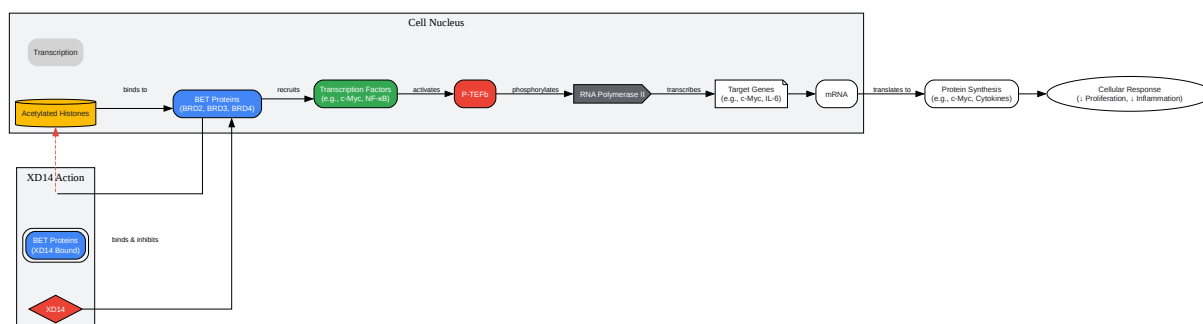 Cell Nucleus
Transcription
Acetylated Histones
binds to
BET Proteins
(BRD2, BRD3, BRD4)
recruits
Transcription Factors
(e.g., c-Myc, NF-κB)
activates
P-TEFb
phosphorylates
RNA Polymerase II
transcribes
Target Genes
(e.g., c-Myc, IL-6)
mRNA
translates to
Protein Synthesis
(e.g., c-Myc, Cytokines)
Cellular Response
(↓ Proliferation, ↓ Inflammation)
XD14 Action
BET Proteins
(XD14 Bound)
binds & inhibits
XD14